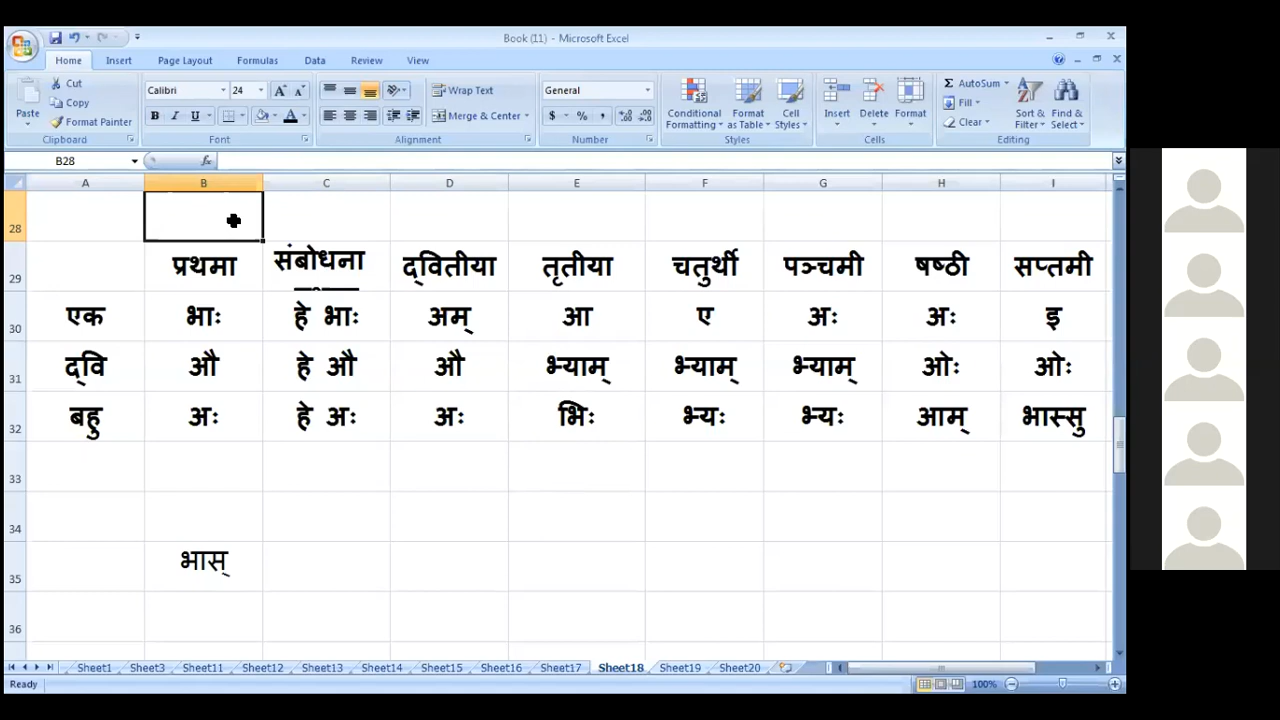 Book (11) - Microsoft Excel
Home Insert Page Layout Formulas Data Review View
Cut
Copy
Format Painter
Paste
Clipboard
Calibri 24
B I U
Font
Wrap Text
Merge & Center
Alignment
General
$ % ,
Number
Conditional Formatting
Format as Table
Cell Styles
Styles
Insert Delete Format
Cells
AutoSum
Fill
Clear
Sort & Filter
Find & Select
Editing
B28 fx
A B C D E F G H I
28
29 प्रथमा संबोधना द्वितीया तृतीया चतुर्थी पञ्चमी षष्ठी सप्तमी
30 एक भाः हे भाः अम् आ ए अः अः इ
31 द्वि औ हे औ औ भ्याम् भ्याम् भ्याम् ओः ओः
32 बहु अः हे अः अः भिः भ्यः भ्यः आम् भास्सु
33
34
35 भास्
36
Sheet1 Sheet3 Sheet11 Sheet12 Sheet13 Sheet14 Sheet15 Sheet16 Sheet17 Sheet18 Sheet19 Sheet20
Ready 100%